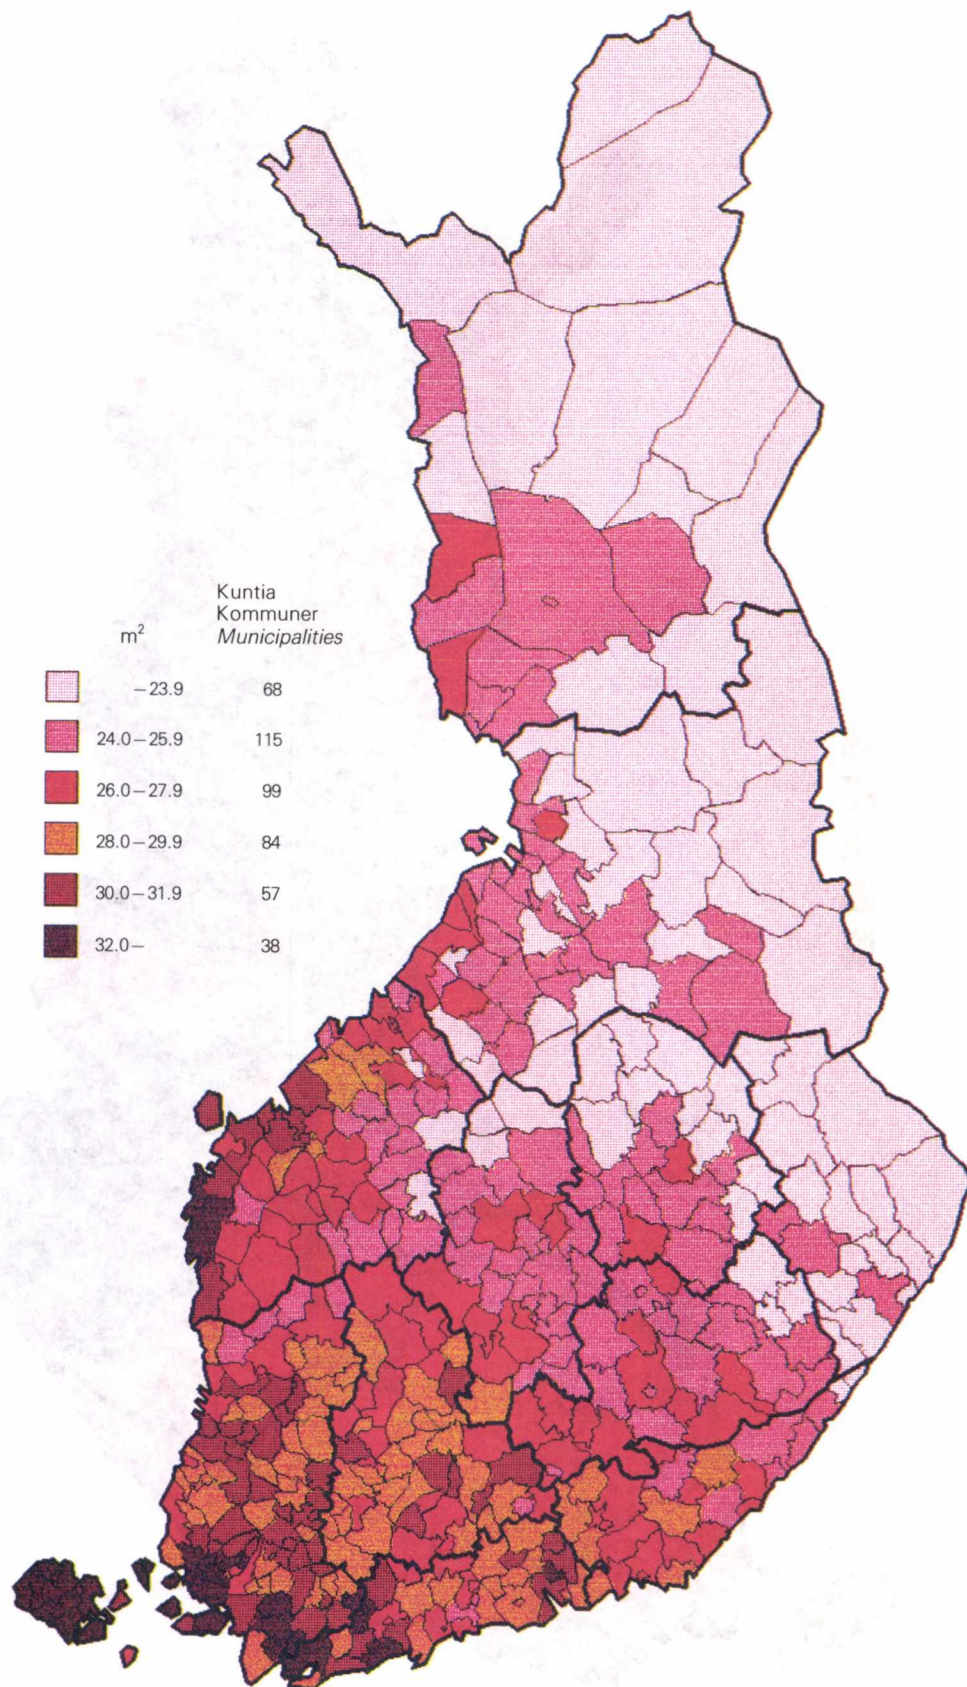 Kuntia
Kommuner
m² Municipalities
–23.9 68
24.0–25.9 115
26.0–27.9 99
28.0–29.9 84
30.0–31.9 57
32.0– 38